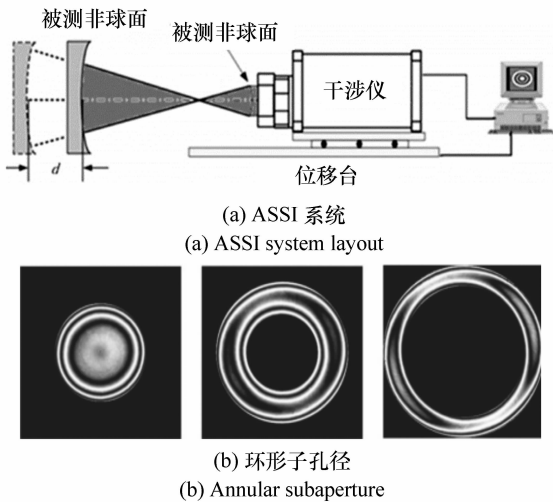 被测非球面
被测非球面
干涉仪
d
位移台
(a) ASSI 系统
(a) ASSI system layout
(b) 环形子孔径
(b) Annular subaperture